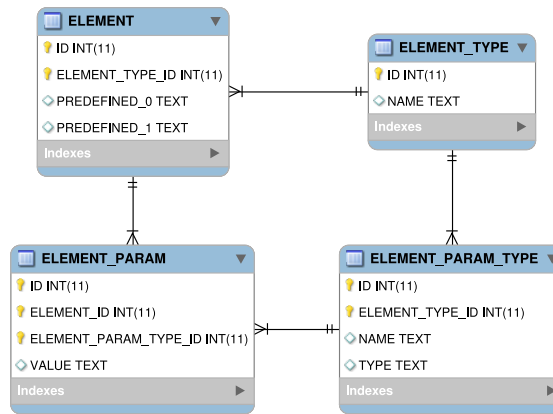 ELEMENT
ID INT(11)
ELEMENT_TYPE_ID INT(11)
PREDEFINED_0 TEXT
PREDEFINED_1 TEXT
Indexes
ELEMENT_TYPE
ID INT(11)
NAME TEXT
Indexes
ELEMENT_PARAM
ID INT(11)
ELEMENT_ID INT(11)
ELEMENT_PARAM_TYPE_ID INT(11)
VALUE TEXT
Indexes
ELEMENT_PARAM_TYPE
ID INT(11)
ELEMENT_TYPE_ID INT(11)
NAME TEXT
TYPE TEXT
Indexes